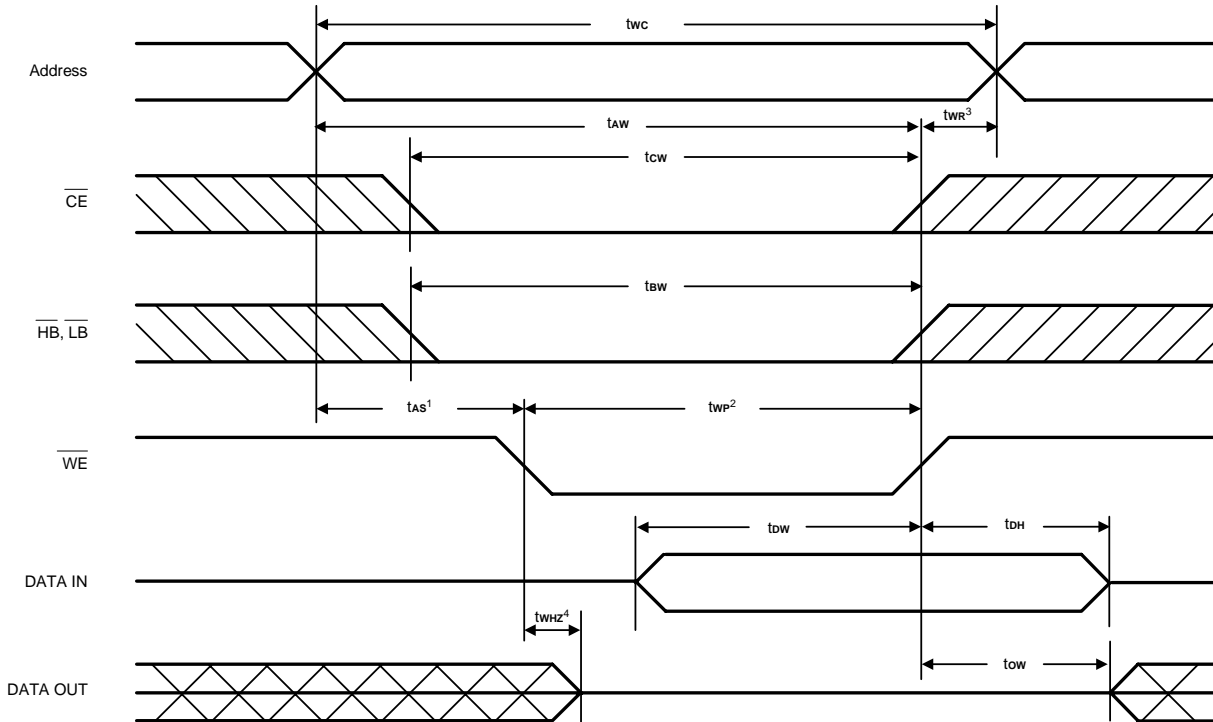 tWC
Address
tAW
tWR3
tCW
CE
tBW
HB, LB
tAS1
tWP2
WE
tDW
tDH
DATA IN
tWHZ4
tOW
DATA OUT